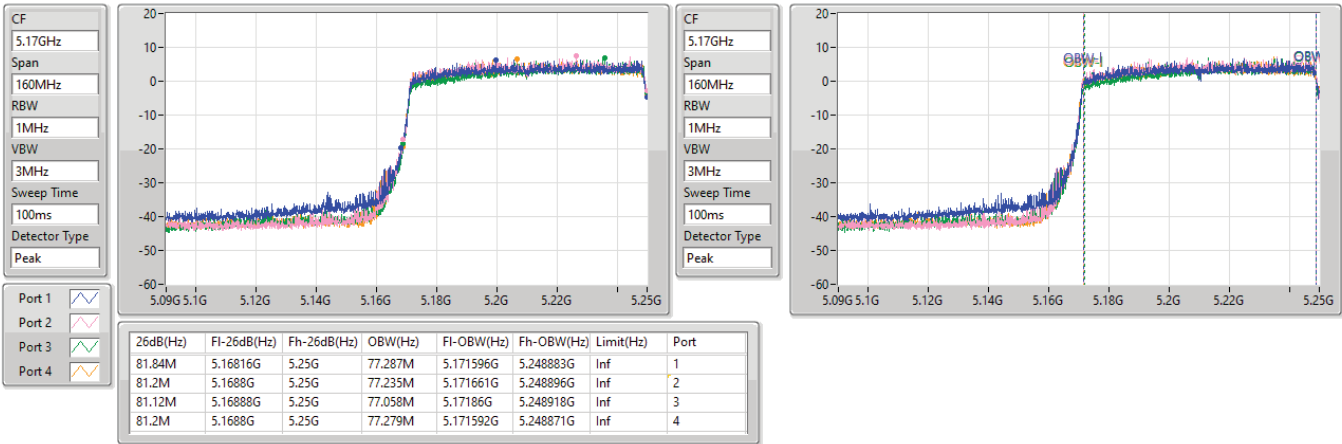 CF
5.17GHz
Span
160MHz
RBW
1MHz
VBW
3MHz
Sweep Time
100ms
Detector Type
Peak
20
10
0
-10
-20
-30
-40
-50
-60
5.09G 5.1G 5.12G 5.14G 5.16G 5.18G 5.2G 5.22G 5.25G
CF
5.17GHz
Span
160MHz
RBW
1MHz
VBW
3MHz
Sweep Time
100ms
Detector Type
Peak
20
10
0
-10
-20
-30
-40
-50
-60
OBW-l
OBW
5.09G 5.1G 5.12G 5.14G 5.16G 5.18G 5.2G 5.22G 5.25G
Port 1
Port 2
Port 3
Port 4
26dB(Hz) Fl-26dB(Hz) Fh-26dB(Hz) OBW(Hz) Fl-OBW(Hz) Fh-OBW(Hz) Limit(Hz) Port
81.84M 5.16816G 5.25G 77.287M 5.171596G 5.248883G Inf 1
81.2M 5.1688G 5.25G 77.235M 5.171661G 5.248896G Inf 2
81.12M 5.16888G 5.25G 77.058M 5.17186G 5.248918G Inf 3
81.2M 5.1688G 5.25G 77.279M 5.171592G 5.248871G Inf 4